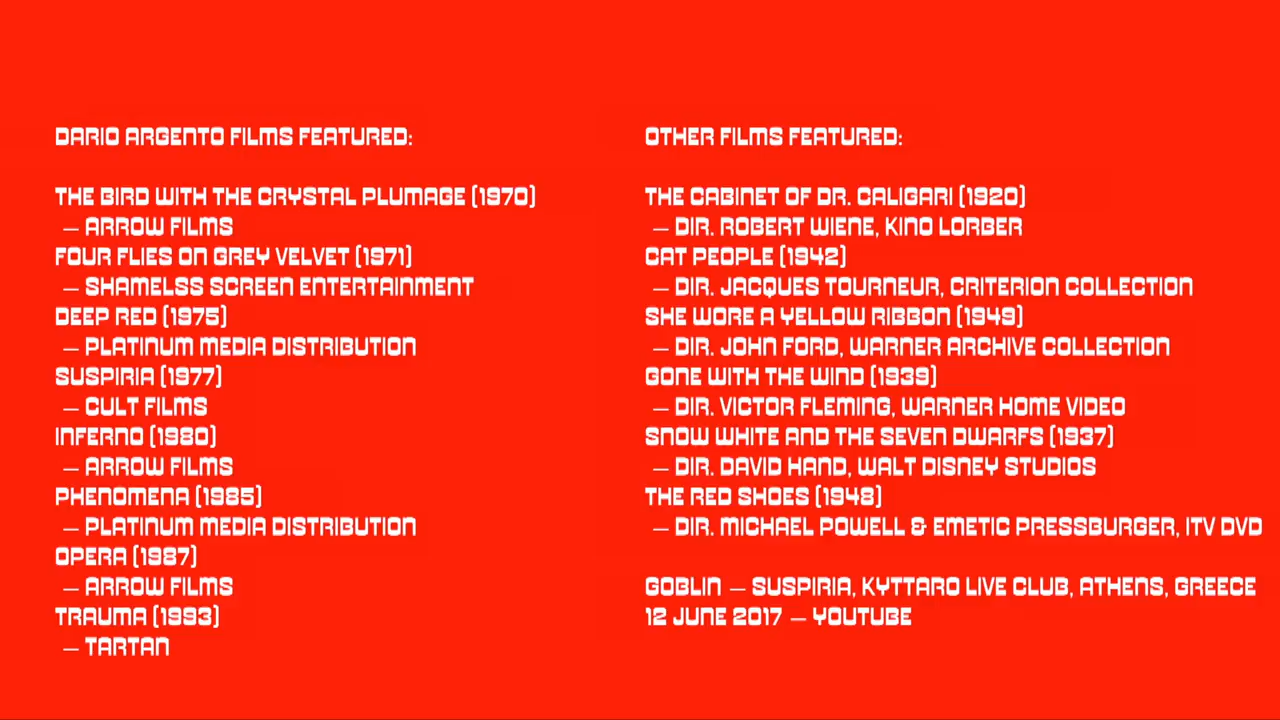 DARIO ARGENTO FILMS FEATURED:
THE BIRD WITH THE CRYSTAL PLUMAGE (1970)
— ARROW FILMS
FOUR FLIES ON GREY VELVET (1971)
— SHAMELSS SCREEN ENTERTAINMENT
DEEP RED (1975)
— PLATINUM MEDIA DISTRIBUTION
SUSPIRIA (1977)
— CULT FILMS
INFERNO (1980)
— ARROW FILMS
PHENOMENA (1985)
— PLATINUM MEDIA DISTRIBUTION
OPERA (1987)
— ARROW FILMS
TRAUMA (1993)
— TARTAN
OTHER FILMS FEATURED:
THE CABINET OF DR. CALIGARI (1920)
— DIR. ROBERT WIENE, KINO LORBER
CAT PEOPLE (1942)
— DIR. JACQUES TOURNEUR, CRITERION COLLECTION
SHE WORE A YELLOW RIBBON (1949)
— DIR. JOHN FORD, WARNER ARCHIVE COLLECTION
GONE WITH THE WIND (1939)
— DIR. VICTOR FLEMING, WARNER HOME VIDEO
SNOW WHITE AND THE SEVEN DWARFS (1937)
— DIR. DAVID HAND, WALT DISNEY STUDIOS
THE RED SHOES (1948)
— DIR. MICHAEL POWELL & EMETIC PRESSBURGER, ITV DVD
GOBLIN — SUSPIRIA, KYTTARO LIVE CLUB, ATHENS, GREECE
12 JUNE 2017 — YOUTUBE